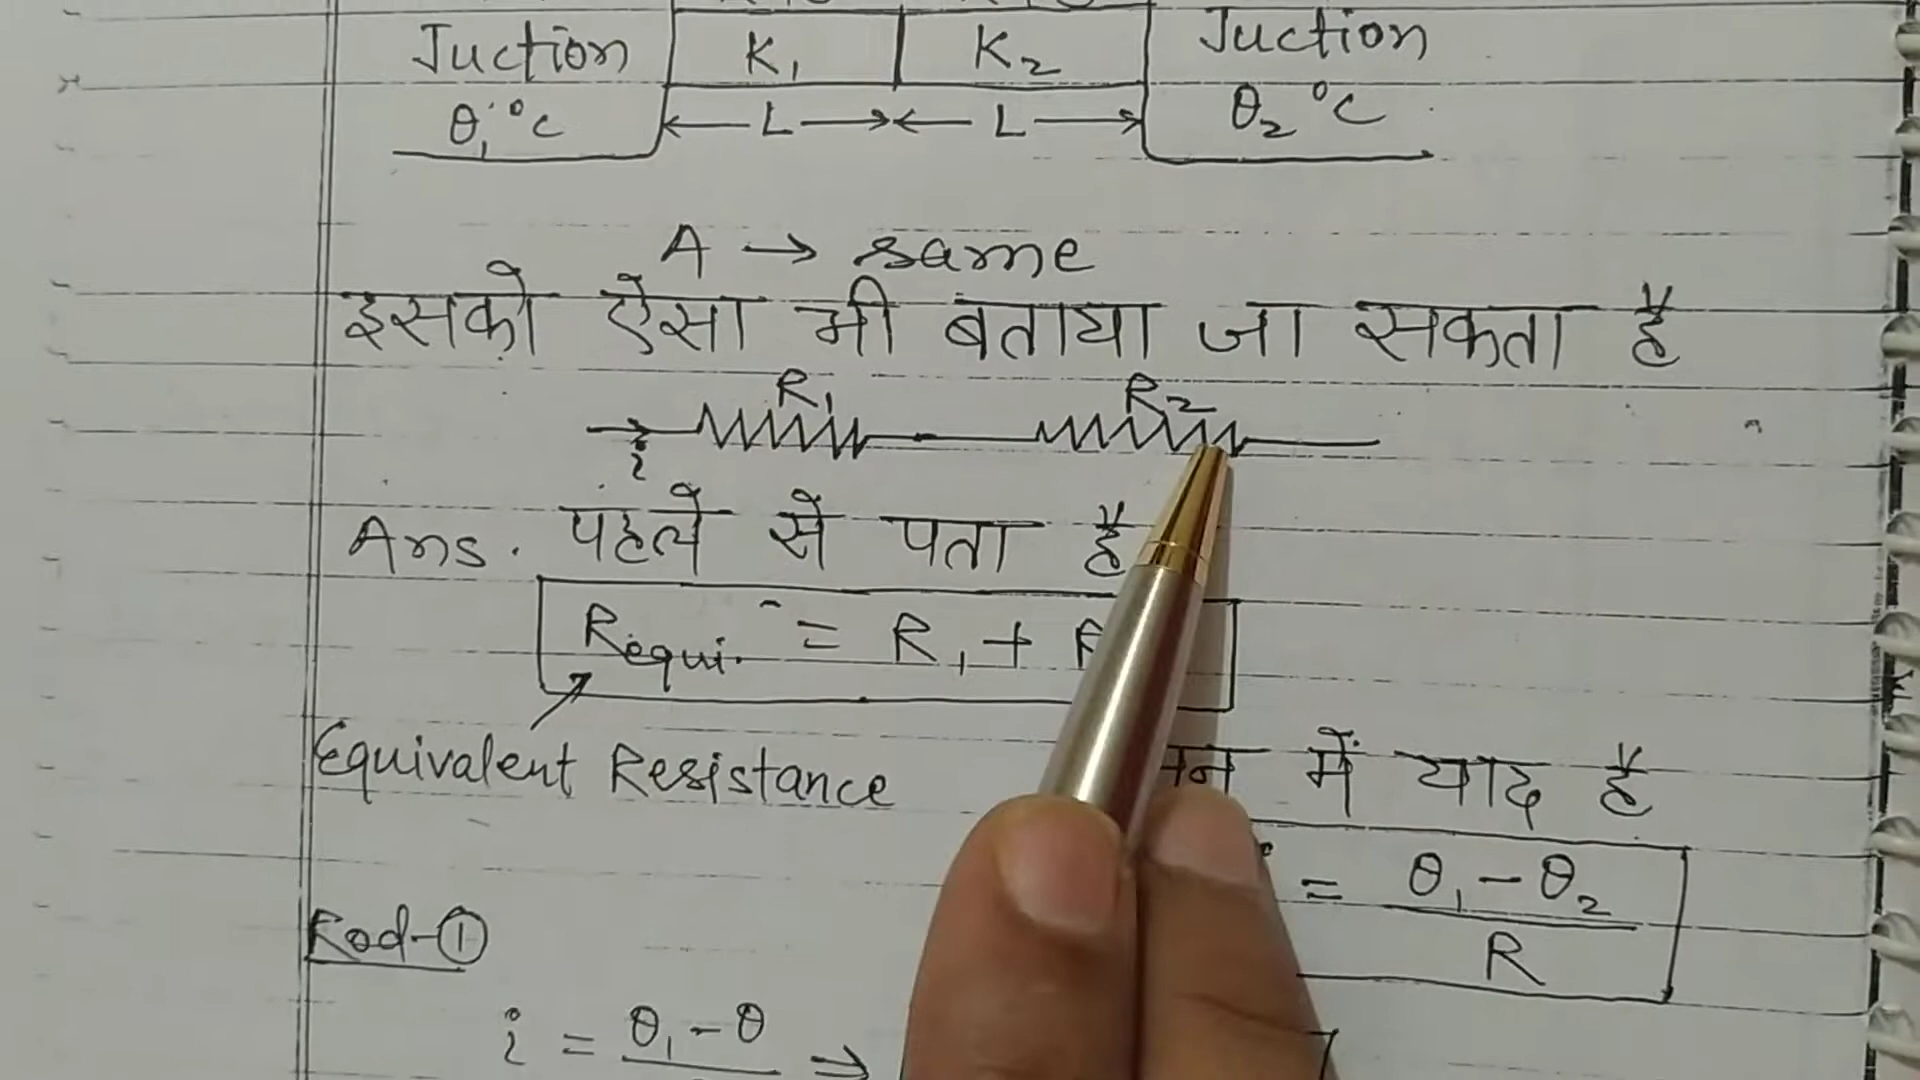 Juction K₁ K₂ Juction
θ₁°c L L θ₂°c
A → same
इसको ऐसा भी बताया जा सकता है
R₁ R₂
i
Ans. पहले से पता है
Requi. = R₁ +
Equivalent Resistance में याद है
= θ₁ - θ₂
R
Rod-①
i = θ₁ - θ ⇒